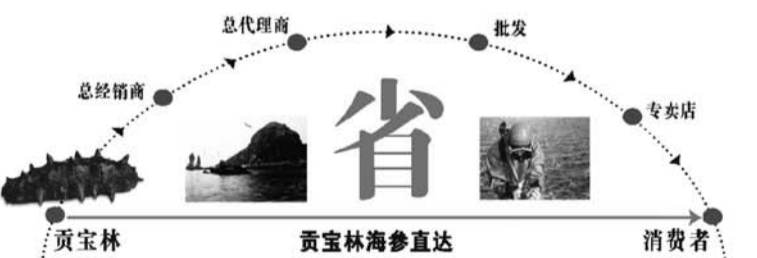 总代理商
批发
总经销商
专卖店
省
贡宝林
贡宝林海参直达
消费者